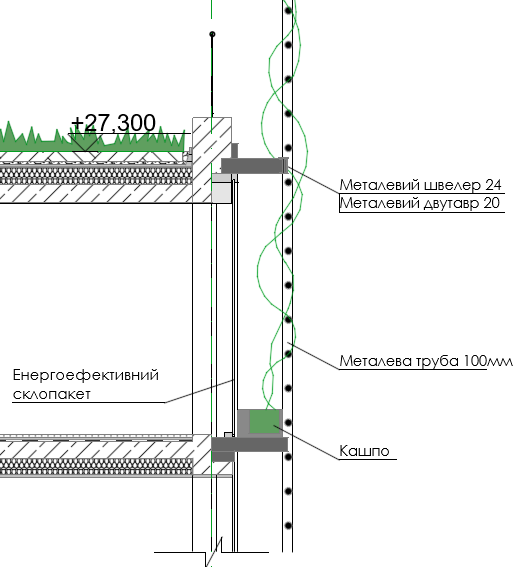 +27,300
Металевий швелер 24
Металевий двутавр 20
Металева труба 100мм
Енергоефективний
склопакет
Кашпо